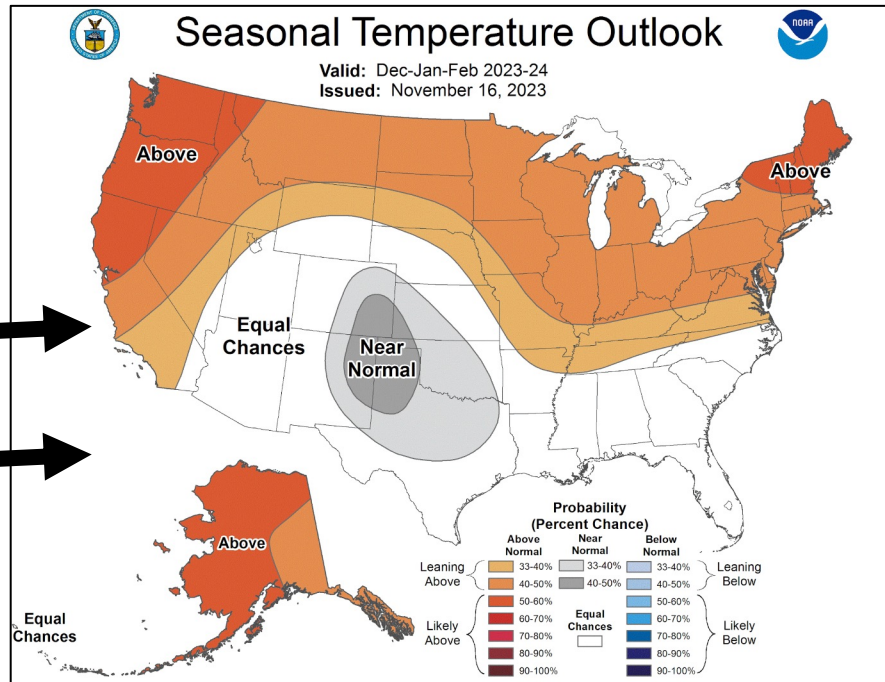 Seasonal Temperature Outlook
NOAA
Valid: Dec-Jan-Feb 2023-24
Issued: November 16, 2023
Above
Above
Equal
Chances
Near
Normal
Above
Equal
Chances
Probability
(Percent Chance)
Above
Normal
Near
Normal
Below
Normal
Leaning
Above
33-40%
40-50%
33-40%
40-50%
33-40%
40-50%
Leaning
Below
Likely
Above
50-60%
60-70%
70-80%
80-90%
90-100%
Equal
Chances
50-60%
60-70%
70-80%
80-90%
90-100%
Likely
Below